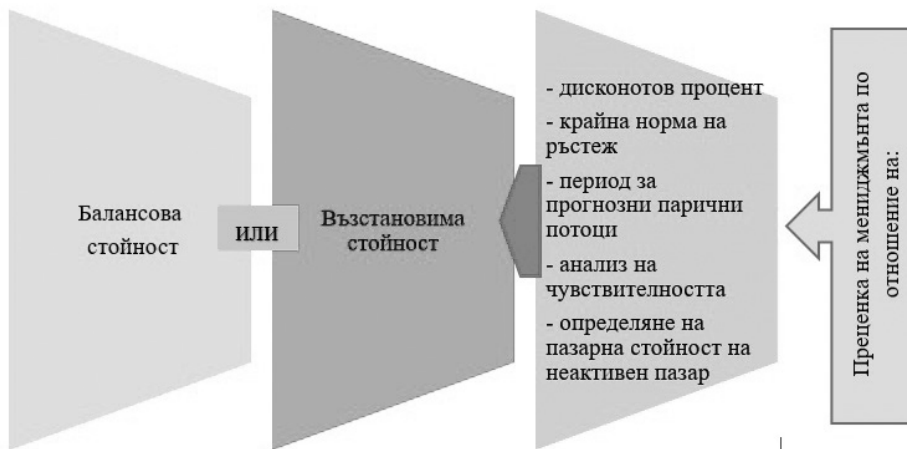 Балансова
стойност
или
Възстановима
стойност
- дисконотов процент
- крайна норма на
ръстеж
- период за
прогнозни парични
потоци
- анализ на
чувствителността
- определяне на
пазарна стойност на
неактивен пазар
Преценка на мениджмънта по
отношение на: